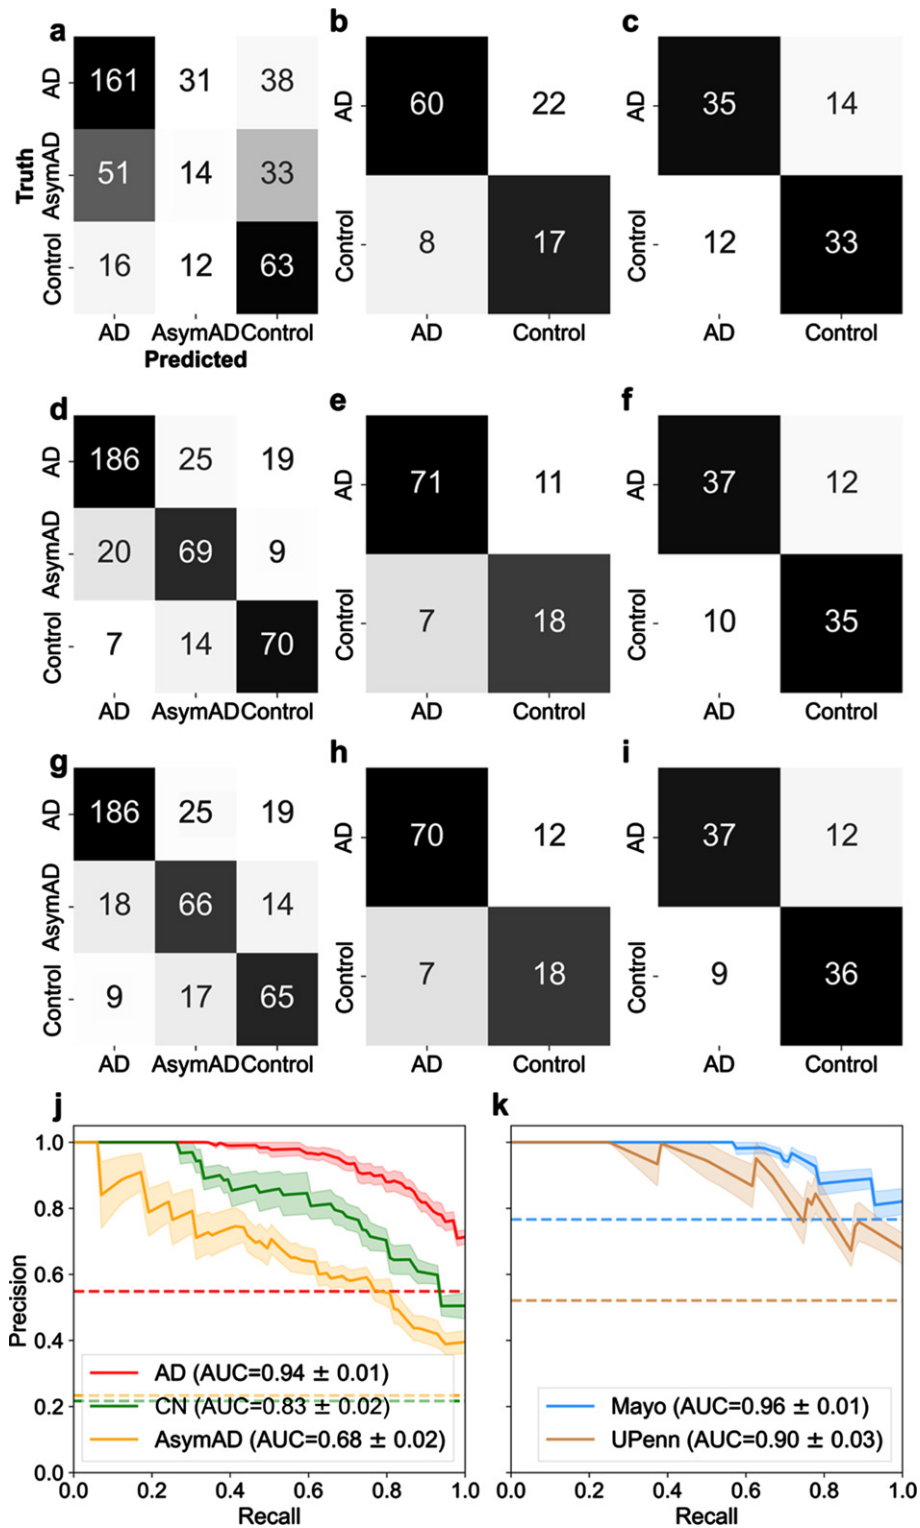 a
161 31 38
51 14 33
16 12 63
AD
AsymAD
Control
Truth
AD AsymAD Control
Predicted
b
60 22
8 17
AD
Control
AD Control
c
35 14
12 33
AD
Control
AD Control
d
186 25 19
20 69 9
7 14 70
AD
AsymAD
Control
AD AsymAD Control
e
71 11
7 18
AD
Control
AD Control
f
37 12
10 35
AD
Control
AD Control
g
186 25 19
18 66 14
9 17 65
AD
AsymAD
Control
AD AsymAD Control
h
70 12
7 18
AD
Control
AD Control
i
37 12
9 36
AD
Control
AD Control
j
1.0
0.8
0.6
0.4
0.2
0.0
Precision
AD (AUC=0.94 ± 0.01)
CN (AUC=0.83 ± 0.02)
AsymAD (AUC=0.68 ± 0.02)
0.0 0.2 0.4 0.6 0.8 1.0
Recall
k
Mayo (AUC=0.96 ± 0.01)
UPenn (AUC=0.90 ± 0.03)
0.0 0.2 0.4 0.6 0.8 1.0
Recall